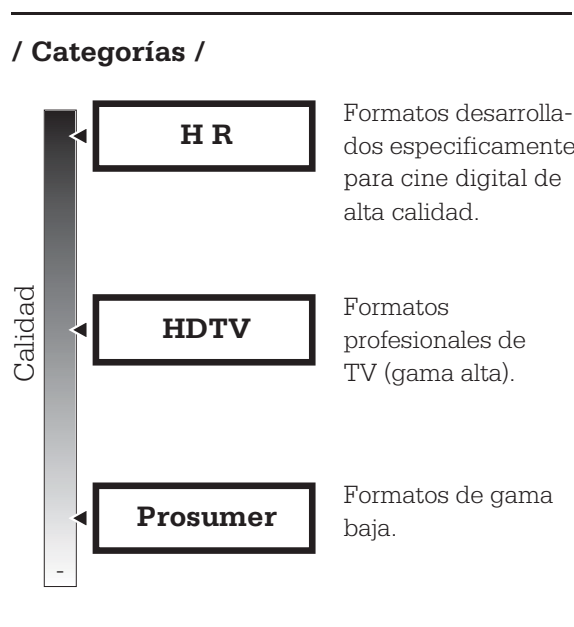 / Categorías /
H R
Formatos desarrolla-
dos especificamente
para cine digital de
alta calidad.
Calidad
HDTV
Formatos
profesionales de
TV (gama alta).
Prosumer
Formatos de gama
baja.
-